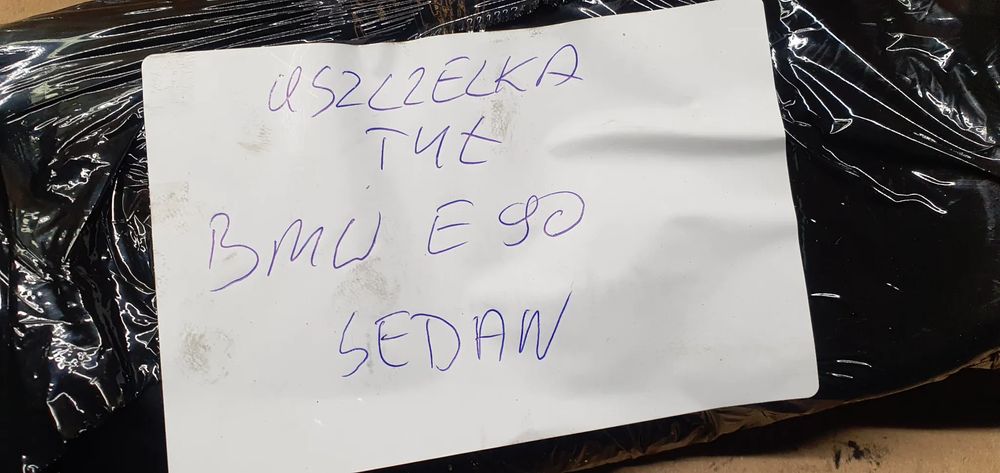 USZCZELKA
TYŁ
BMW E90
SEDAN